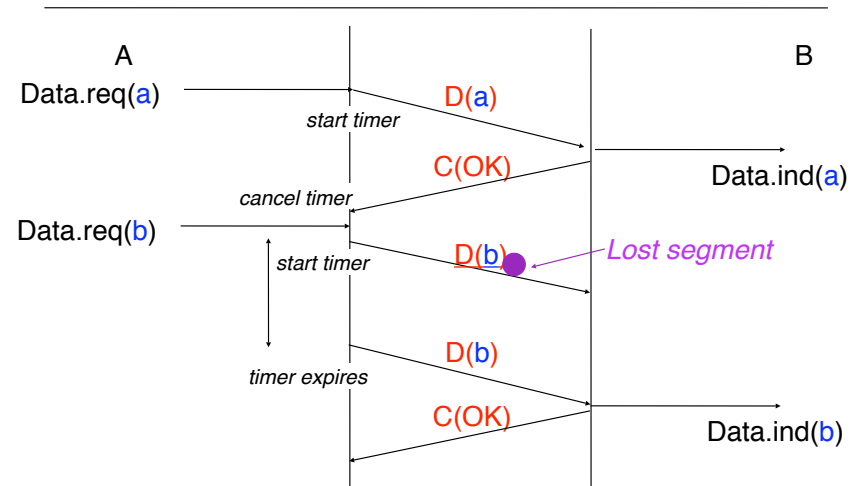 A
B
Data.req(a)
D(a)
start timer
C(OK)
Data.ind(a)
cancel timer
Data.req(b)
D(b)
Lost segment
start timer
D(b)
timer expires
C(OK)
Data.ind(b)